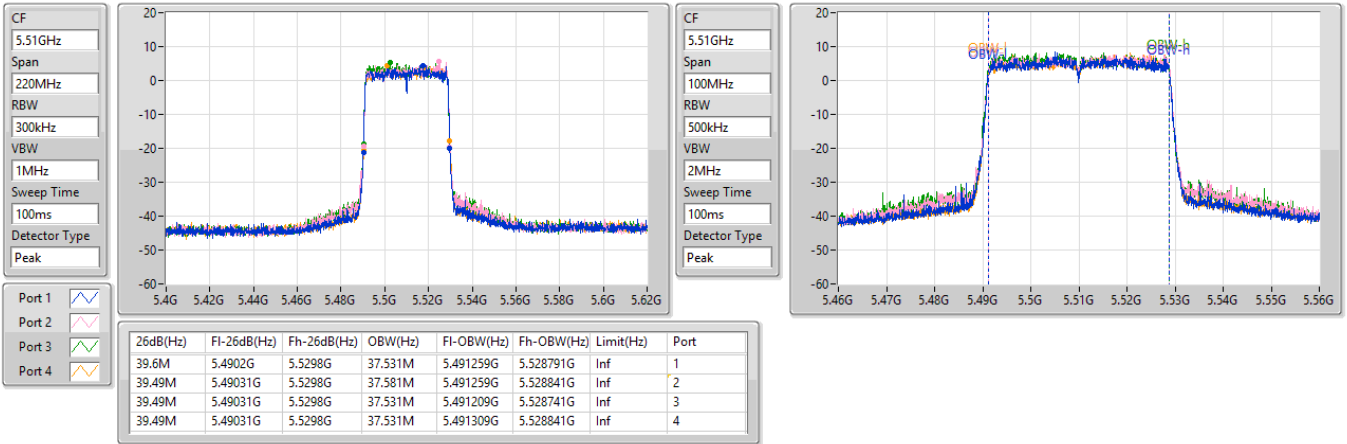 CF
5.51GHz
Span
220MHz
RBW
300kHz
VBW
1MHz
Sweep Time
100ms
Detector Type
Peak
20
10
0
-10
-20
-30
-40
-50
-60
5.4G 5.42G 5.44G 5.46G 5.48G 5.5G 5.52G 5.54G 5.56G 5.58G 5.6G 5.62G
CF
5.51GHz
Span
100MHz
RBW
500kHz
VBW
2MHz
Sweep Time
100ms
Detector Type
Peak
20
10
0
-10
-20
-30
-40
-50
-60
OBW-h
5.46G 5.47G 5.48G 5.49G 5.5G 5.51G 5.52G 5.53G 5.54G 5.55G 5.56G
Port 1
Port 2
Port 3
Port 4
26dB(Hz) Fl-26dB(Hz) Fh-26dB(Hz) OBW(Hz) Fl-OBW(Hz) Fh-OBW(Hz) Limit(Hz) Port
39.6M 5.4902G 5.5298G 37.531M 5.491259G 5.528791G Inf 1
39.49M 5.49031G 5.5298G 37.581M 5.491259G 5.528841G Inf 2
39.49M 5.49031G 5.5298G 37.531M 5.491209G 5.528741G Inf 3
39.49M 5.49031G 5.5298G 37.531M 5.491309G 5.528841G Inf 4